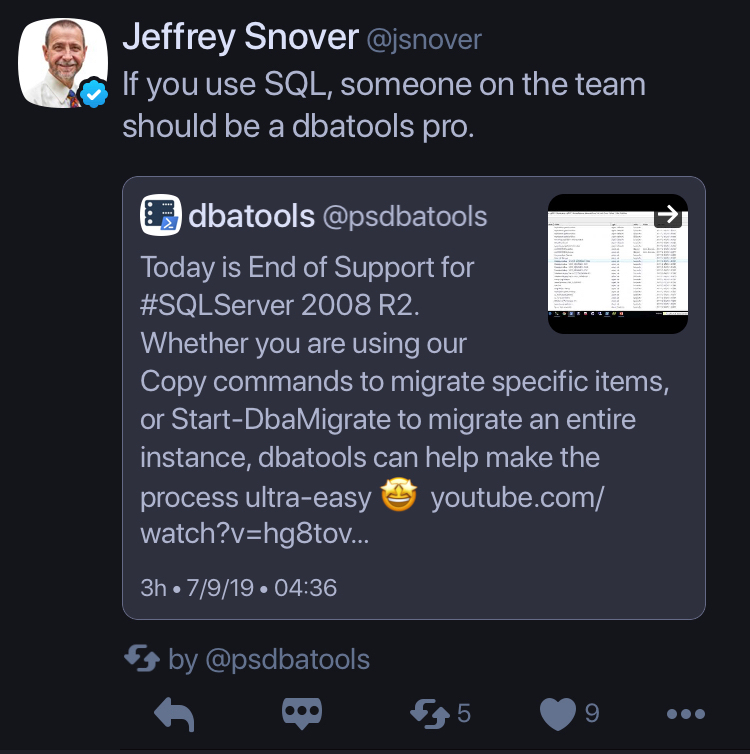 Jeffrey Snover @jsnover
If you use SQL, someone on the team
should be a dbatools pro.
dbatools @psdbatools
Today is End of Support for
#SQLServer 2008 R2.
Whether you are using our
Copy commands to migrate specific items,
or Start-DbaMigrate to migrate an entire
instance, dbatools can help make the
process ultra-easy 🤩 youtube.com/
watch?v=hg8tov...
3h • 7/9/19 • 04:36
by @psdbatools
5
9